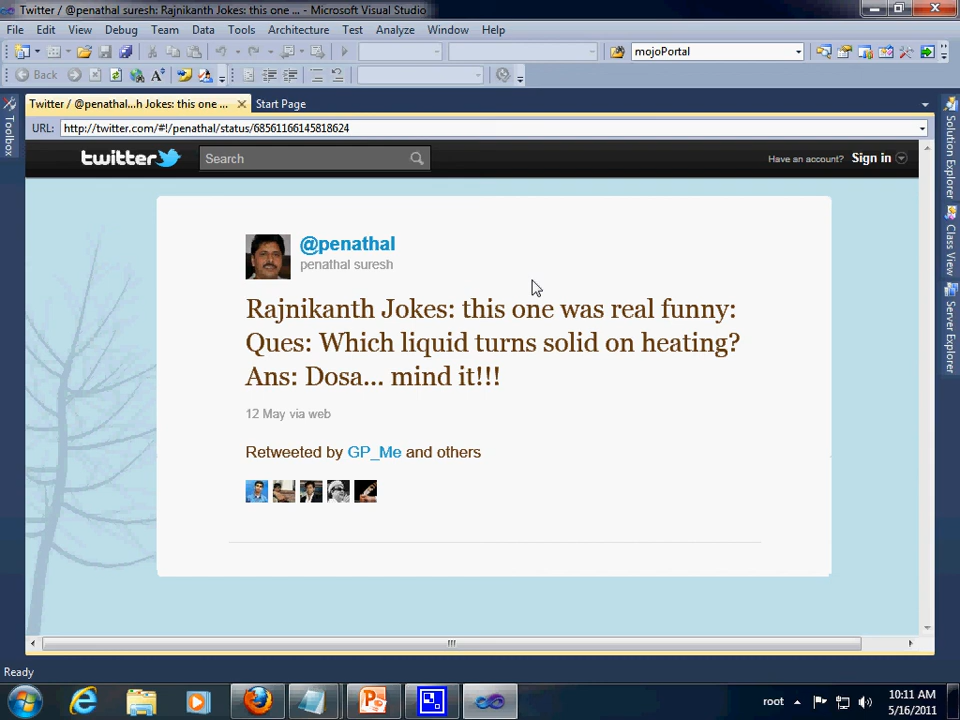 Twitter / @penathal suresh: Rajnikanth Jokes: this one ... - Microsoft Visual Studio
File Edit View Debug Team Data Tools Architecture Test Analyze Window Help
mojoPortal
Back
Twitter / @penathal...h Jokes: this one ... Start Page
URL: http://twitter.com/#!/penathal/status/68561166145818624
twitter Search Have an account? Sign in
Toolbox
Solution Explorer
Class View
Server Explorer
@penathal
penathal suresh
Rajnikanth Jokes: this one was real funny:
Ques: Which liquid turns solid on heating?
Ans: Dosa... mind it!!!
12 May via web
Retweeted by GP_Me and others
Ready
root 10:11 AM
5/16/2011